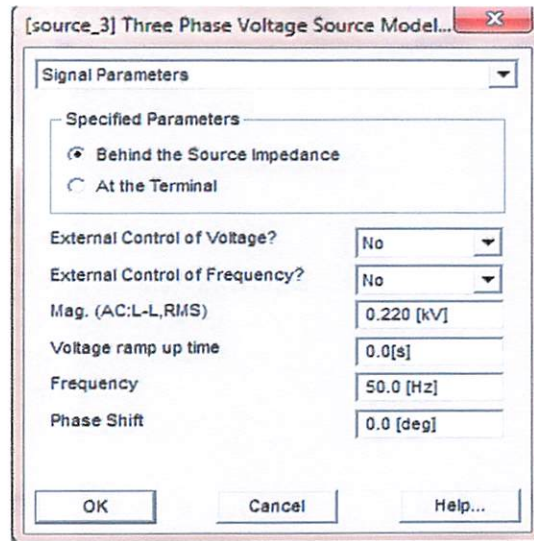 [source_3] Three Phase Voltage Source Model...
Signal Parameters
Specified Parameters
Behind the Source Impedance
At the Terminal
External Control of Voltage? No
External Control of Frequency? No
Mag. (AC:L-L,RMS) 0.220 [kV]
Voltage ramp up time 0.0[s]
Frequency 50.0 [Hz]
Phase Shift 0.0 [deg]
OK Cancel Help...